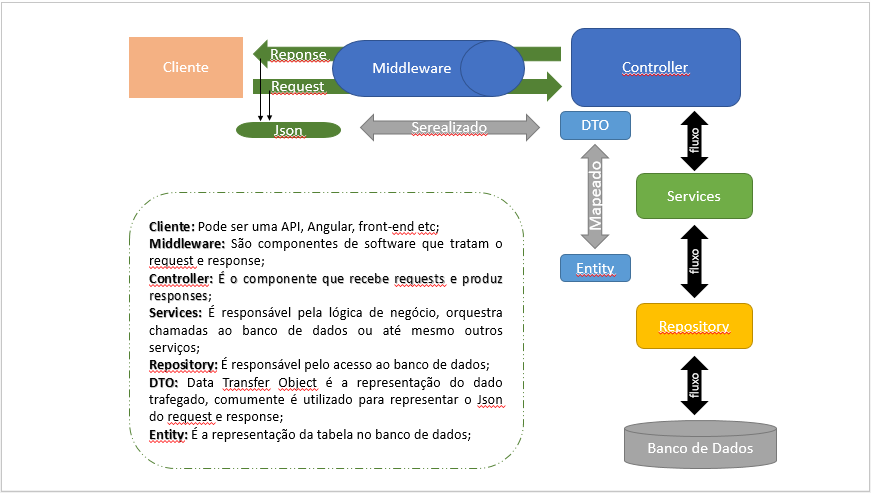 Cliente
Reponse
Request
Middleware
Controller
Json
Serealizado
DTO
fluxo
Mapeado
Services
Entity
fluxo
Repository
fluxo
Banco de Dados
Cliente: Pode ser uma API, Angular, front-end etc;
Middleware: São componentes de software que tratam o
request e response;
Controller: É o componente que recebe requests e produz
responses;
Services: É responsável pela lógica de negócio, orquestra
chamadas ao banco de dados ou até mesmo outros
serviços;
Repository: É responsável pelo acesso ao banco de dados;
DTO: Data Transfer Object é a representação do dado
trafegado, comumente é utilizado para representar o Json
do request e response;
Entity: É a representação da tabela no banco de dados;